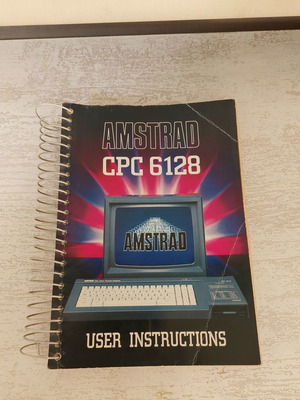 AMSTRAD
CPC 6128
AMSTRAD
USER INSTRUCTIONS